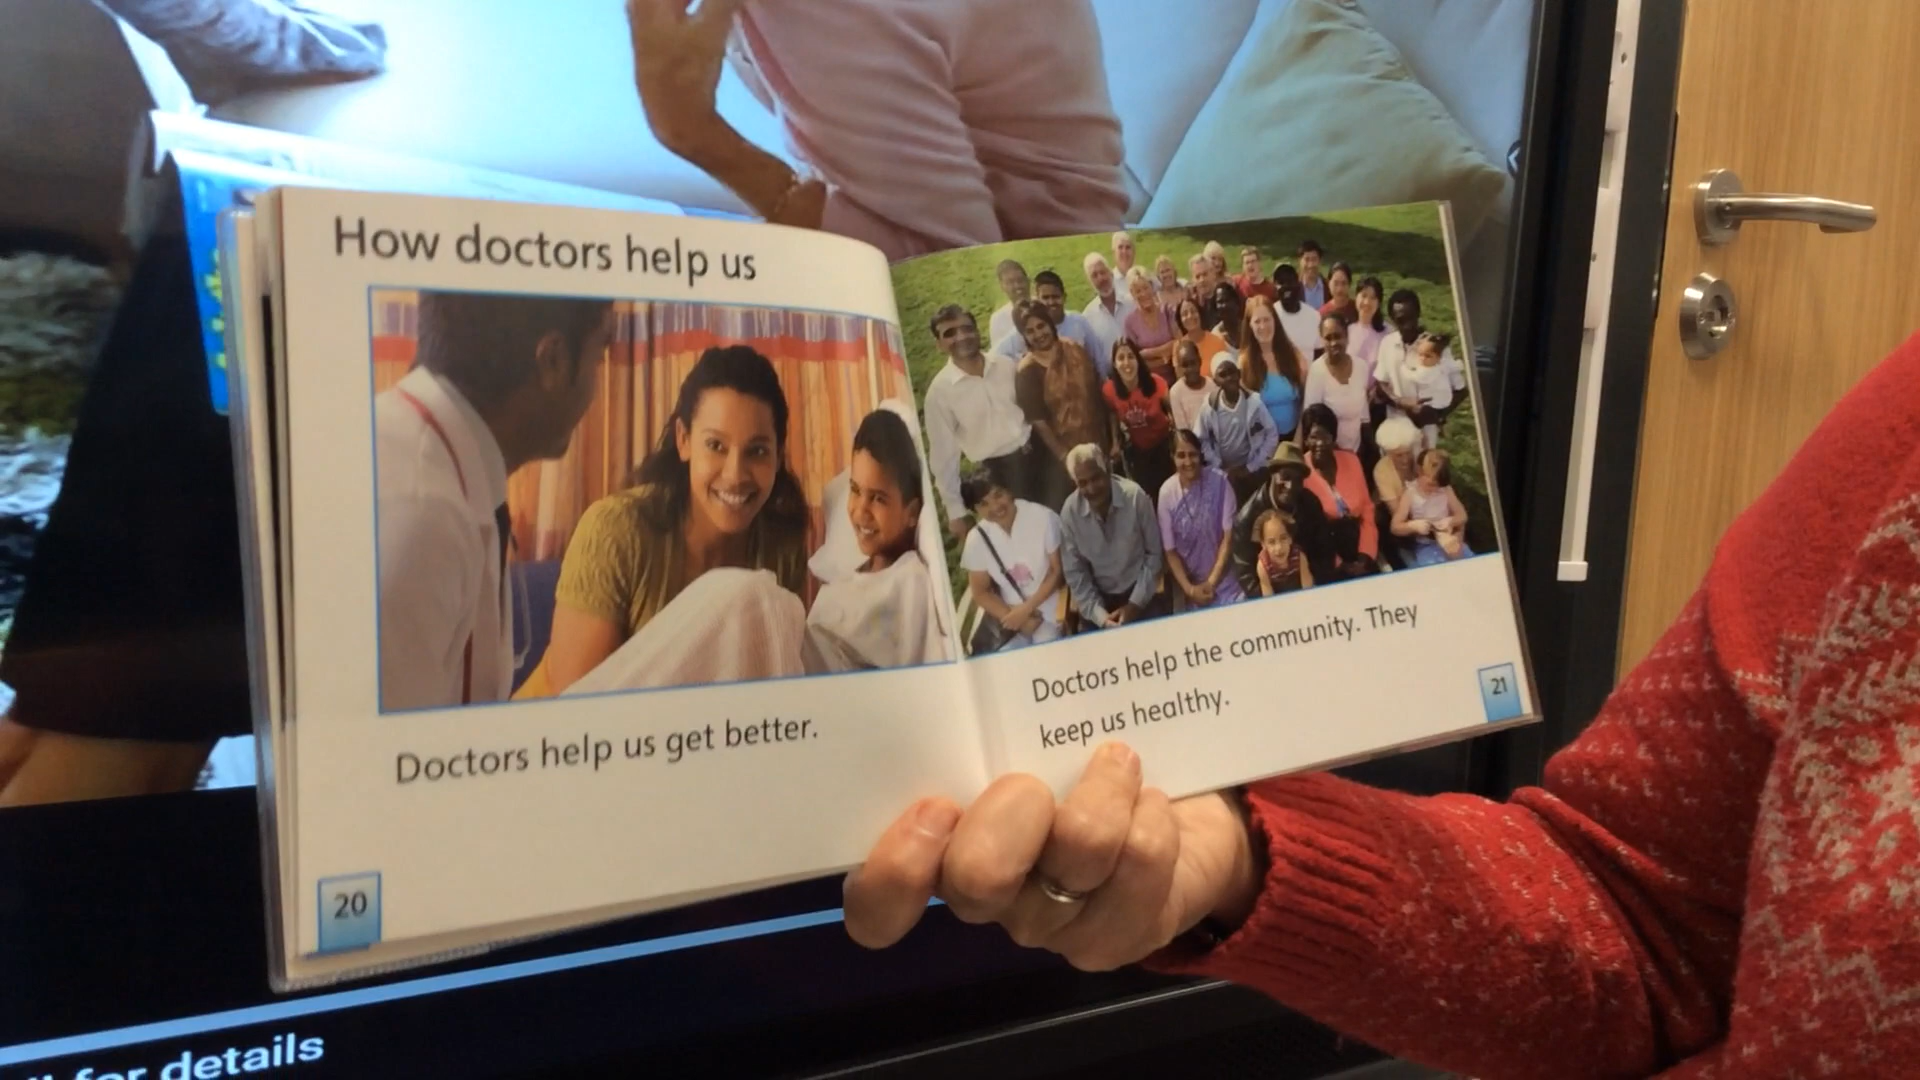 How doctors help us
Doctors help us get better.
20
Doctors help the community. They
keep us healthy.
21
for details